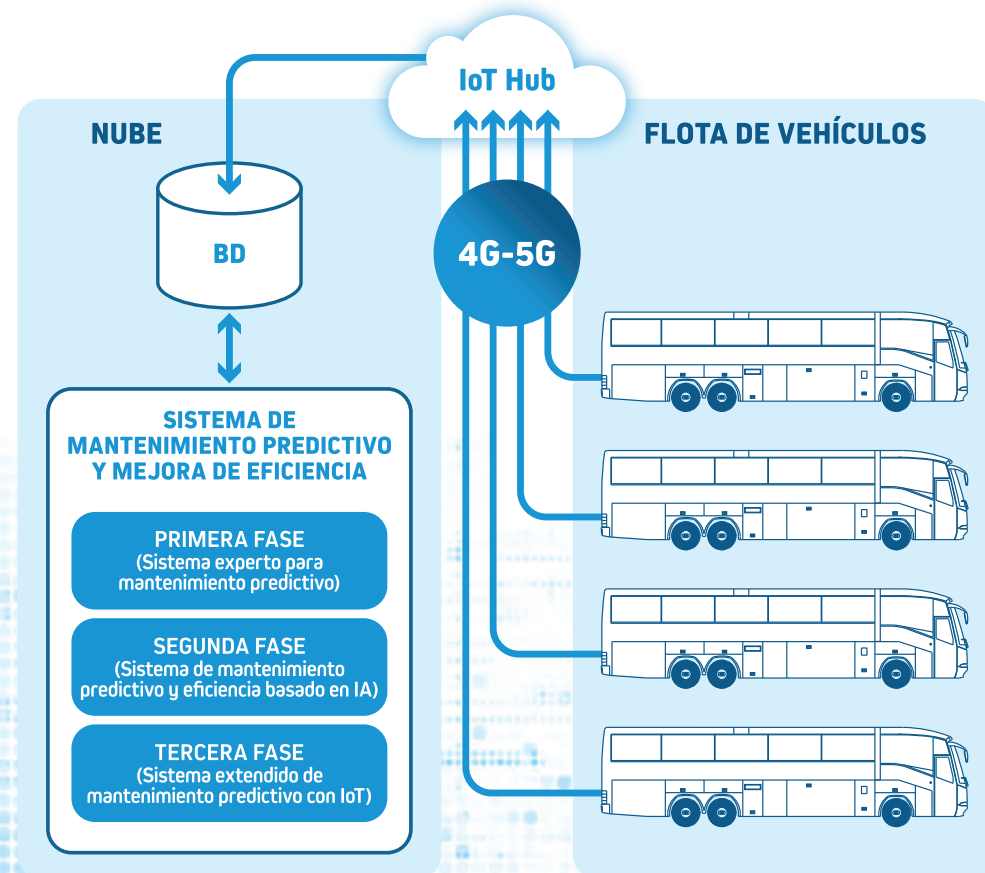 IoT Hub
NUBE
FLOTA DE VEHÍCULOS
BD
4G-5G
SISTEMA DE
MANTENIMIENTO PREDICTIVO
Y MEJORA DE EFICIENCIA
PRIMERA FASE
(Sistema experto para
mantenimiento predictivo)
SEGUNDA FASE
(Sistema de mantenimiento
predictivo y eficiencia basado en IA)
TERCERA FASE
(Sistema extendido de
mantenimiento predictivo con IoT)